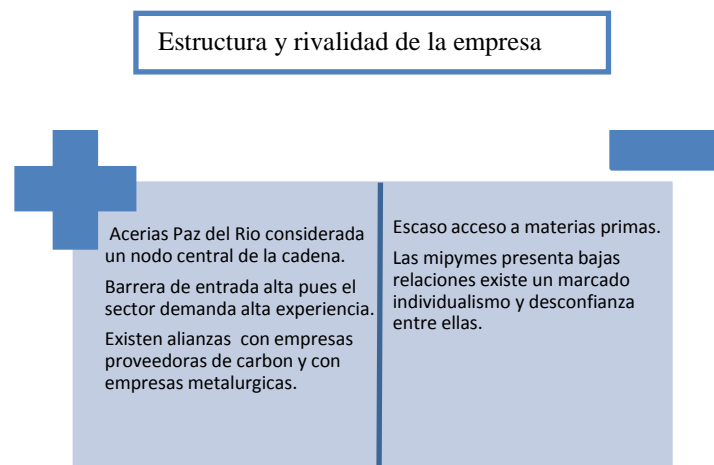 Estructura y rivalidad de la empresa
Acerias Paz del Rio considerada
un nodo central de la cadena.
Barrera de entrada alta pues el
sector demanda alta experiencia.
Existen alianzas con empresas
proveedoras de carbon y con
empresas metalurgicas.
Escaso acceso a materias primas.
Las mipymes presenta bajas
relaciones existe un marcado
individualismo y desconfianza
entre ellas.